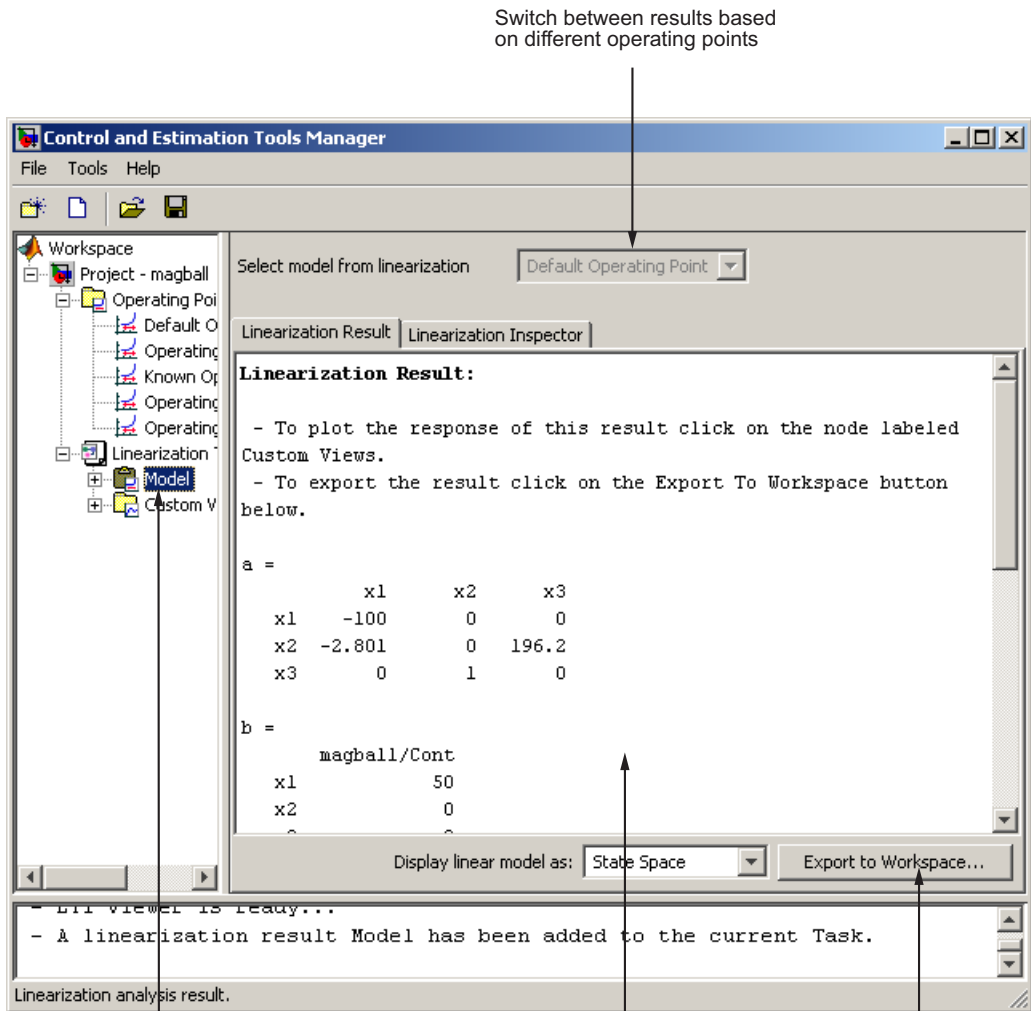 Switch between results based
on different operating points
Control and Estimation Tools Manager
File Tools Help
Workspace
Project - magball
Operating Poi
Default O
Operating
Known Op
Operating
Operating
Linearization T
Model
Custom V
Select model from linearization Default Operating Point
Linearization Result Linearization Inspector
Linearization Result:
- To plot the response of this result click on the node labeled
Custom Views.
- To export the result click on the Export To Workspace button
below.
a =
x1 x2 x3
x1 -100 0 0
x2 -2.801 0 196.2
x3 0 1 0
b =
magball/Cont
x1 50
x2 0
Display linear model as: State Space Export to Workspace...
- LTI Viewer is ready...
- A linearization result Model has been added to the current Task.
Linearization analysis result.